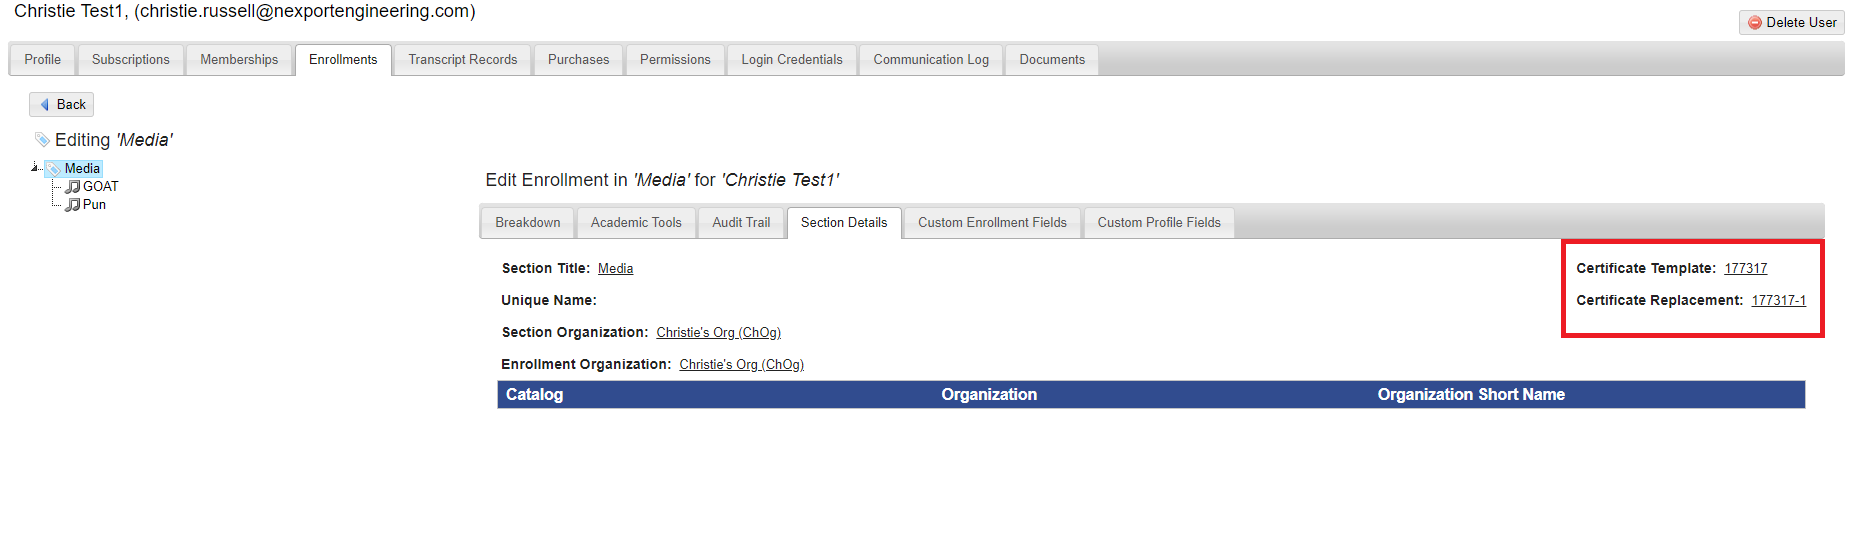 Christie Test1, (christie.russell@nexportengineering.com)
Delete User
Profile Subscriptions Memberships Enrollments Transcript Records Purchases Permissions Login Credentials Communication Log Documents
Back
Editing 'Media'
Media
GOAT
Pun
Edit Enrollment in 'Media' for 'Christie Test1'
Breakdown Academic Tools Audit Trail Section Details Custom Enrollment Fields Custom Profile Fields
Section Title: Media
Certificate Template: 177317
Unique Name:
Certificate Replacement: 177317-1
Section Organization: Christie's Org (ChOg)
Enrollment Organization: Christie's Org (ChOg)
Catalog Organization Organization Short Name